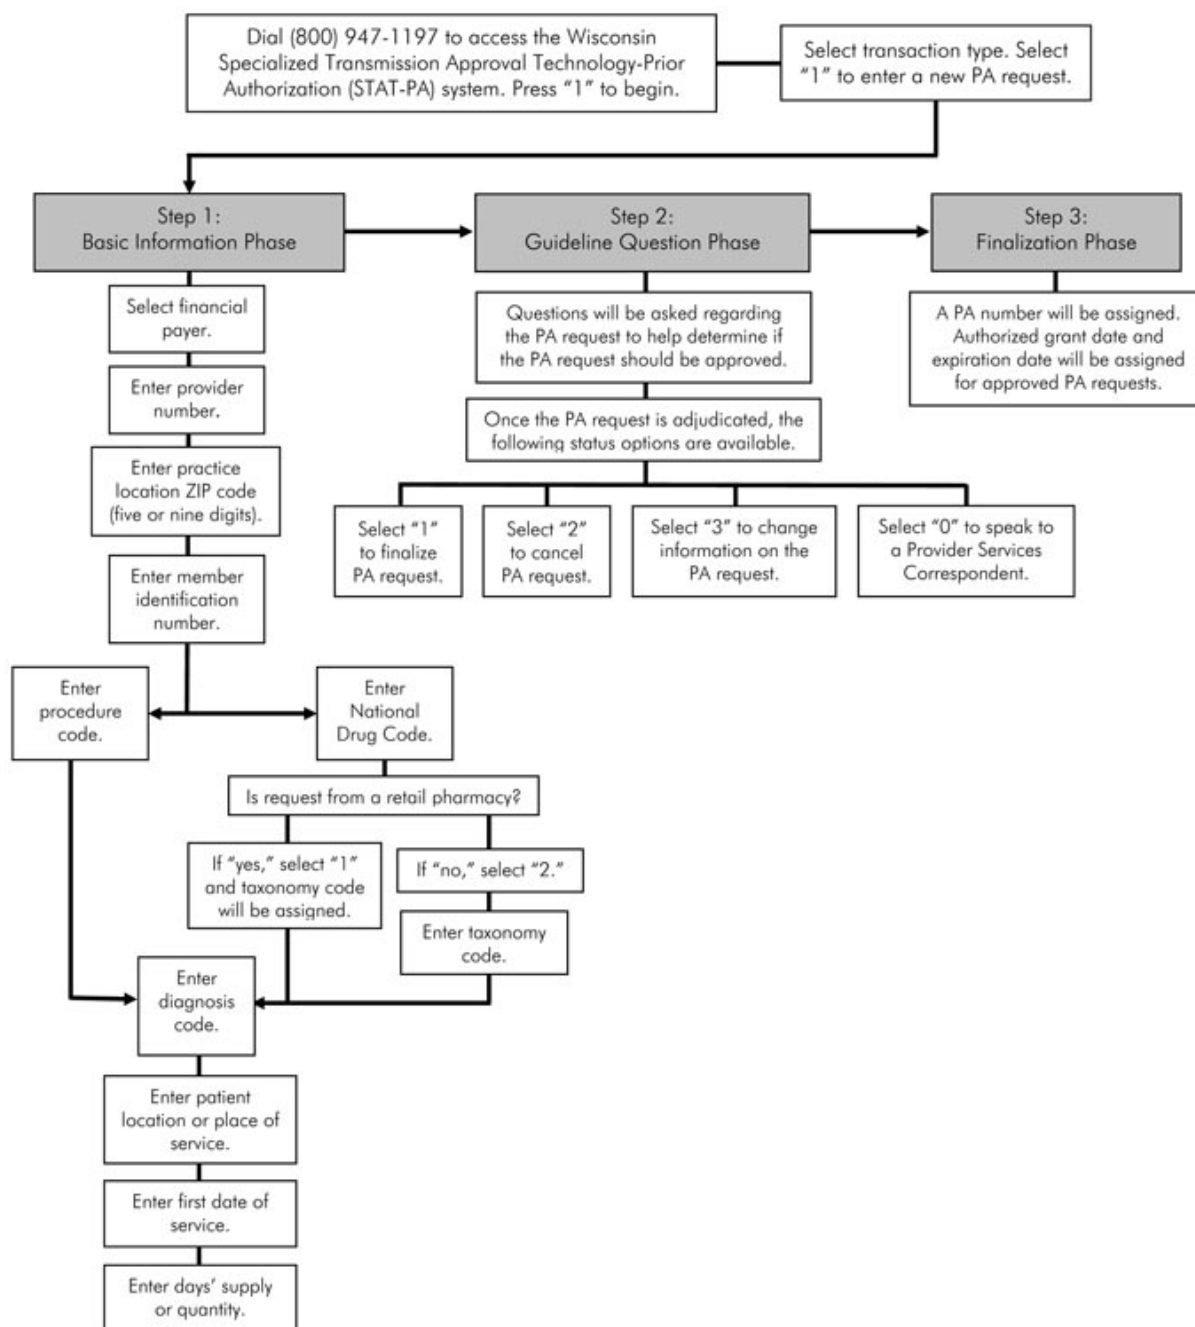 Dial (800) 947-1197 to access the Wisconsin
Specialized Transmission Approval Technology-Prior
Authorization (STAT-PA) system. Press “1” to begin.
Select transaction type. Select
“1” to enter a new PA request.
Step 1:
Basic Information Phase
Step 2:
Guideline Question Phase
Step 3:
Finalization Phase
Select financial
payer.
Enter provider
number.
Enter practice
location ZIP code
(five or nine digits).
Enter member
identification
number.
Questions will be asked regarding
the PA request to help determine if
the PA request should be approved.
Once the PA request is adjudicated, the
following status options are available.
Select “1”
to finalize
PA request.
Select “2”
to cancel
PA request.
Select “3” to change
information on the
PA request.
Select “0” to speak to
a Provider Services
Correspondent.
A PA number will be assigned.
Authorized grant date and
expiration date will be assigned
for approved PA requests.
Enter
procedure
code.
Enter
National
Drug Code.
Is request from a retail pharmacy?
If “yes,” select “1”
and taxonomy code
will be assigned.
If “no,” select “2.”
Enter taxonomy
code.
Enter
diagnosis
code.
Enter patient
location or place of
service.
Enter first date of
service.
Enter days’ supply
or quantity.